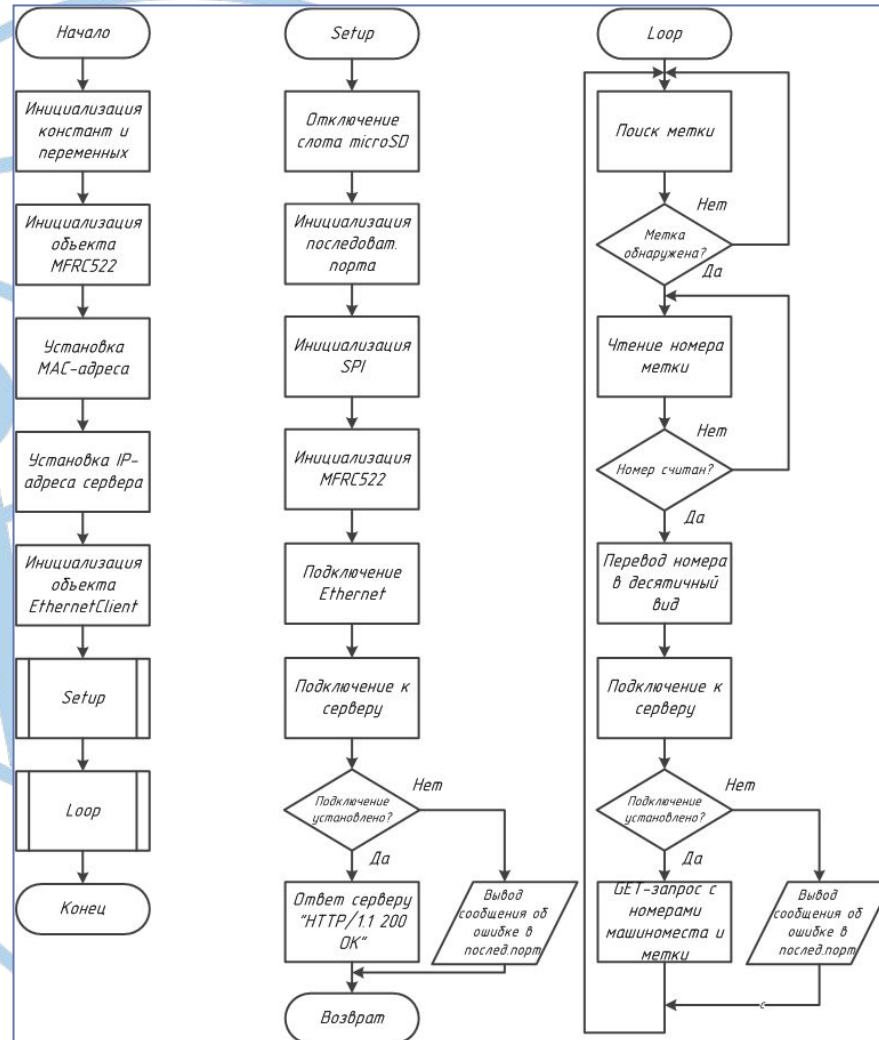 Начало
Инициализация
констант и
переменных
Инициализация
объекта
MFRC522
Установка
MAC-адреса
Установка IP-
адреса сервера
Инициализация
объекта
EthernetClient
Setup
Loop
Конец
Setup
Отключение
слота microSD
Инициализация
последоват.
порта
Инициализация
SPI
Инициализация
MFRC522
Подключение
Ethernet
Подключение к
серверу
Подключение
установлено?
Нет
Да
Ответ серверу
"HTTP/1.1 200
OK"
Вывод
сообщения об
ошибке в
послед.порт
Возврат
Loop
Поиск метки
Метка
обнаружена?
Нет
Да
Чтение номера
метки
Номер считан?
Нет
Да
Перевод номера
в десятичный
вид
Подключение к
серверу
Подключение
установлено?
Нет
Да
GET-запрос с
номерами
машиноместа и
метки
Вывод
сообщения об
ошибке в
послед.порт
с